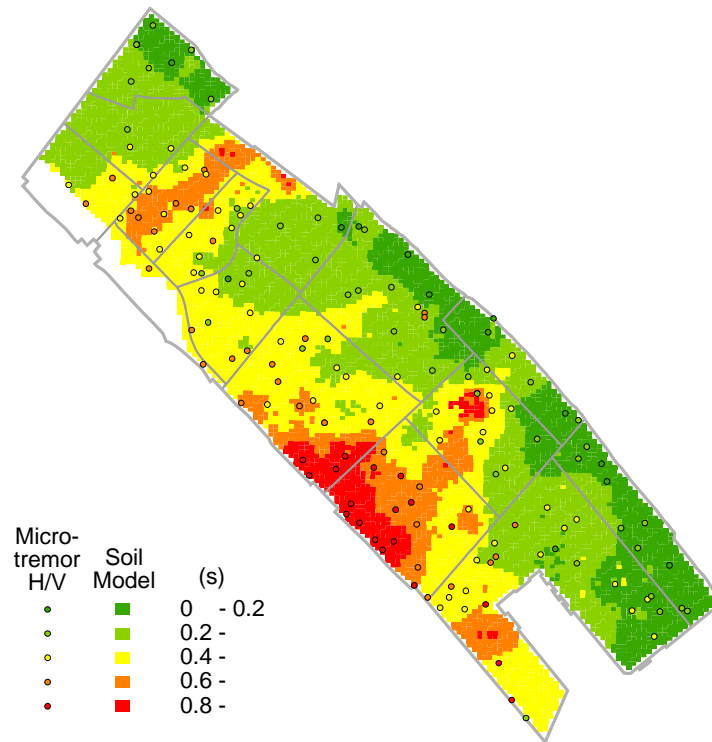 Micro-
tremor
H/V
Soil
Model
(s)
0 - 0.2
0.2 -
0.4 -
0.6 -
0.8 -